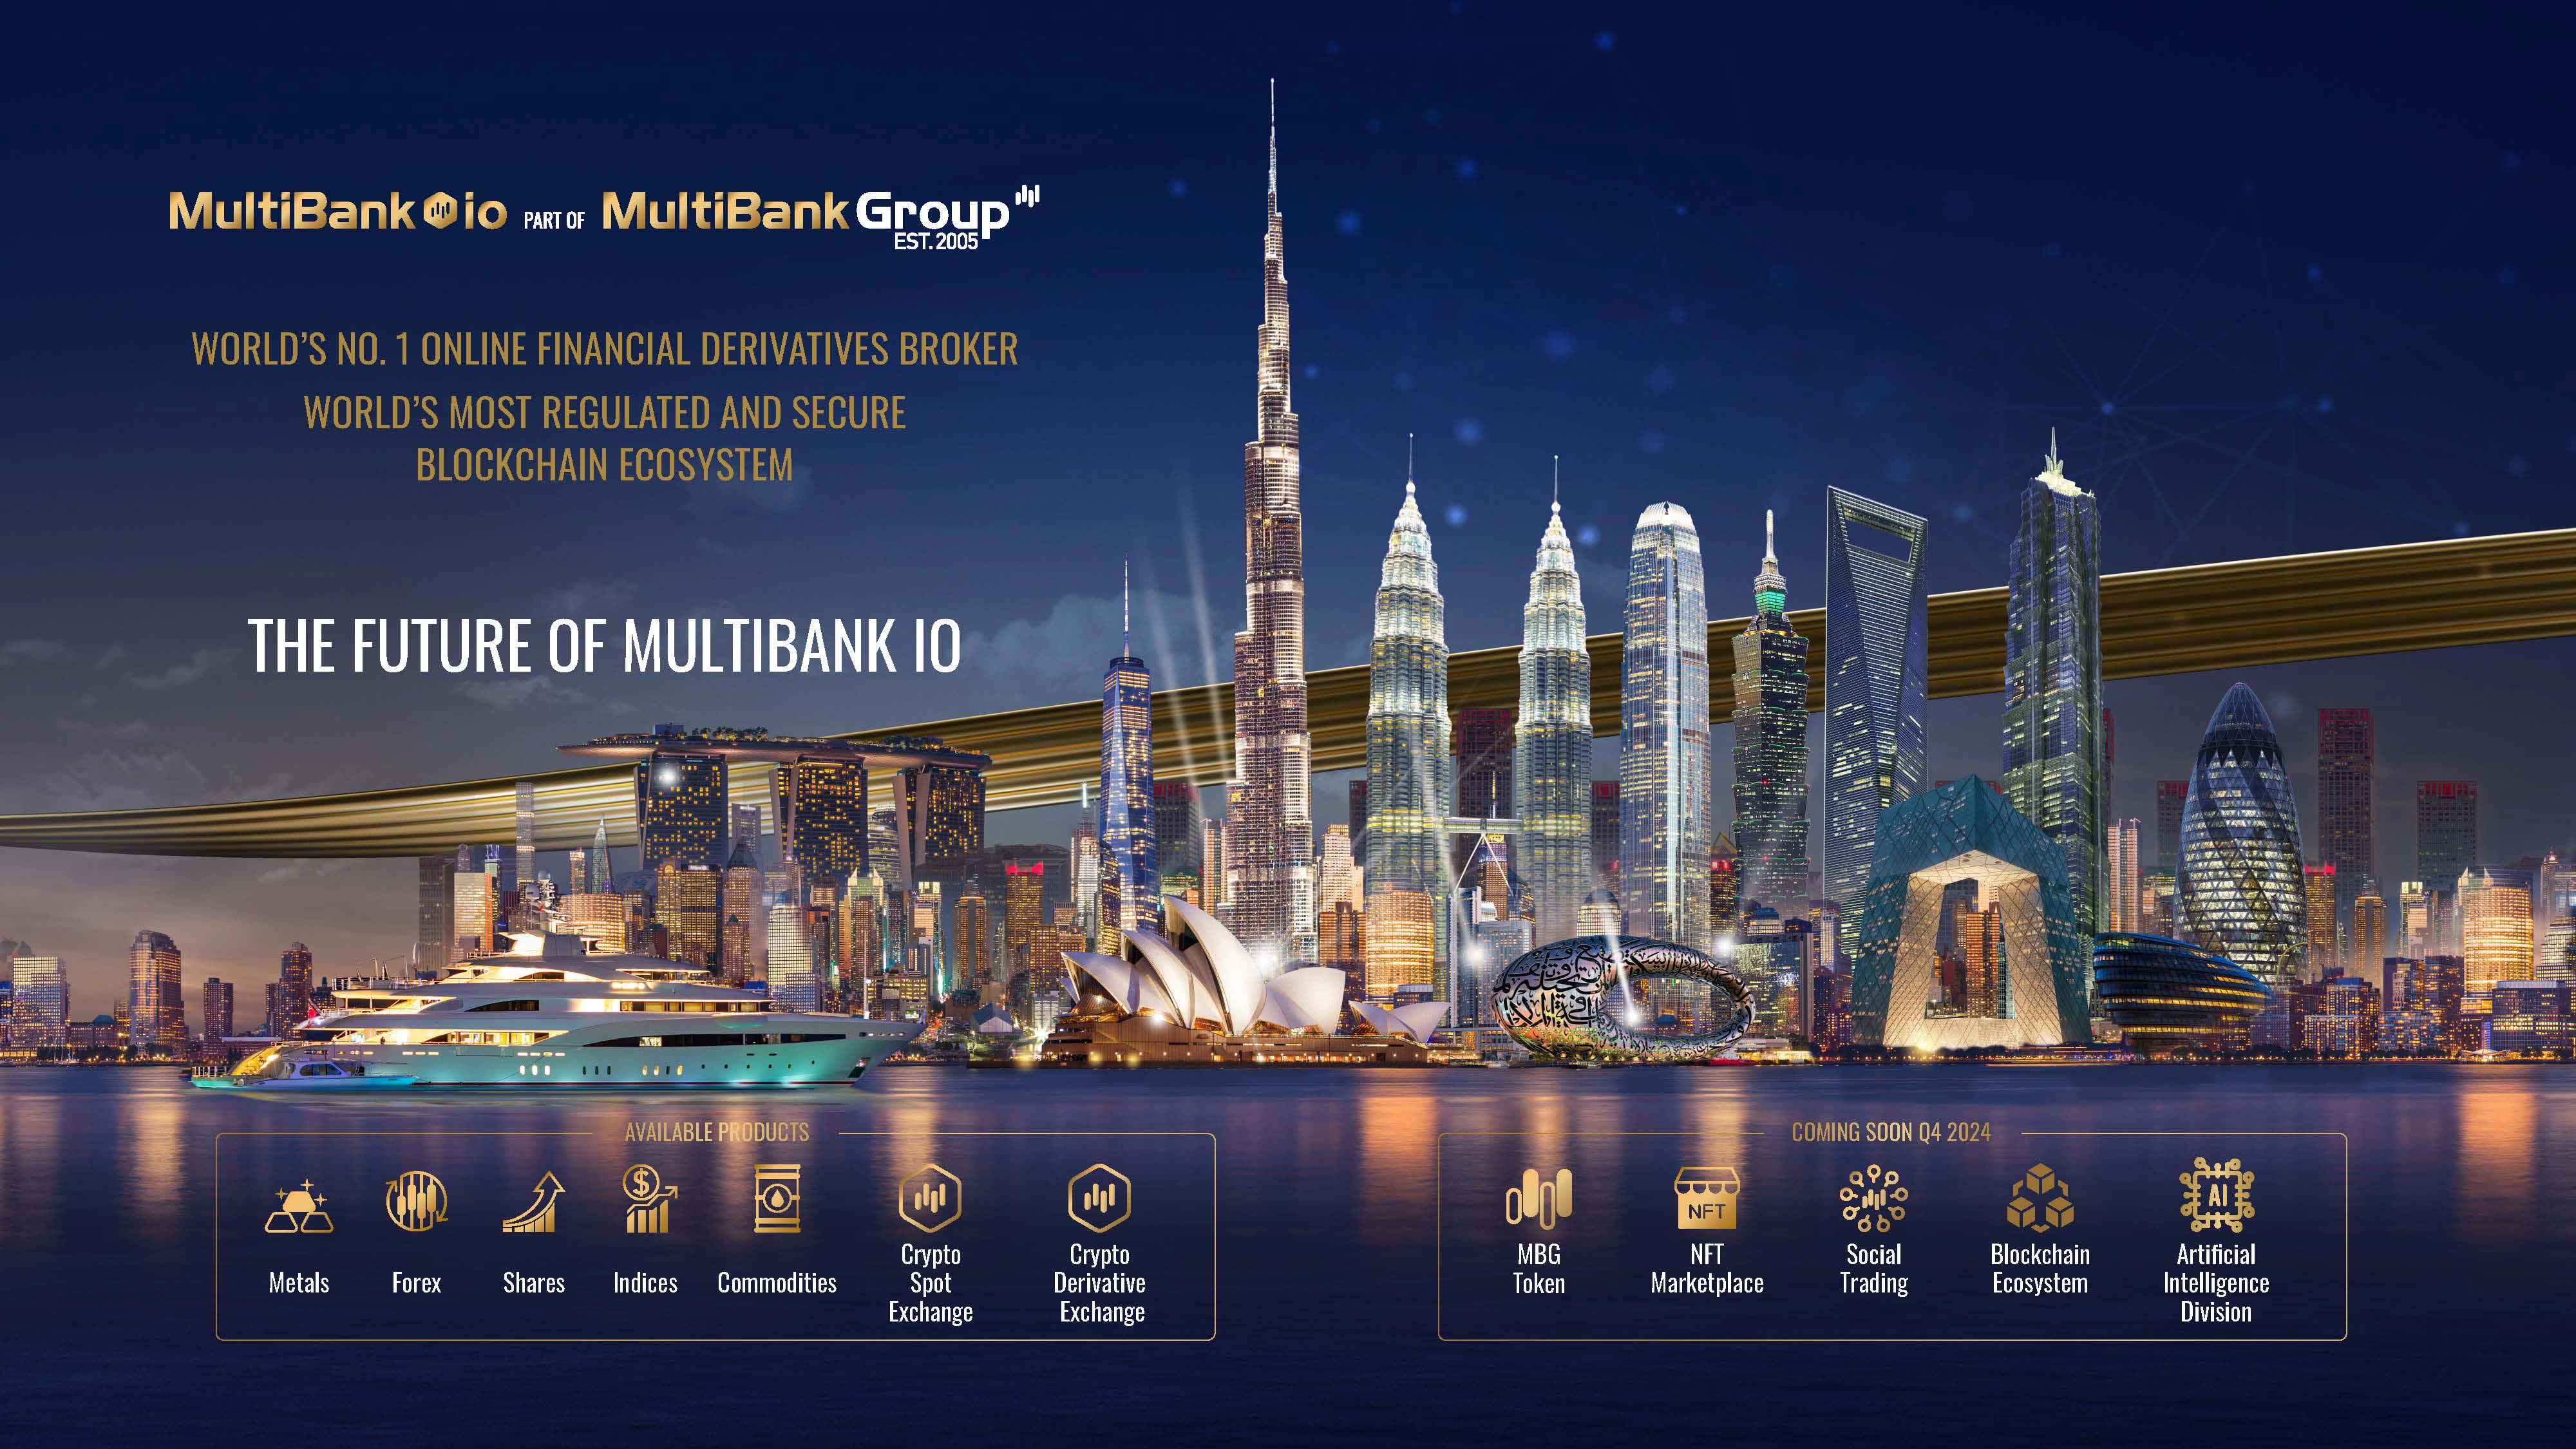 MultiBank io PART OF MultiBank Group
EST. 2005
WORLD'S NO. 1 ONLINE FINANCIAL DERIVATIVES BROKER
WORLD'S MOST REGULATED AND SECURE
BLOCKCHAIN ECOSYSTEM
THE FUTURE OF MULTIBANK IO
AVAILABLE PRODUCTS
Metals
Forex
Shares
$
Indices
Commodities
Crypto
Spot
Exchange
Crypto
Derivative
Exchange
COMING SOON Q4 2024
MBG
Token
NFT
NFT
Marketplace
Social
Trading
Blockchain
Ecosystem
AI
Artificial
Intelligence
Division